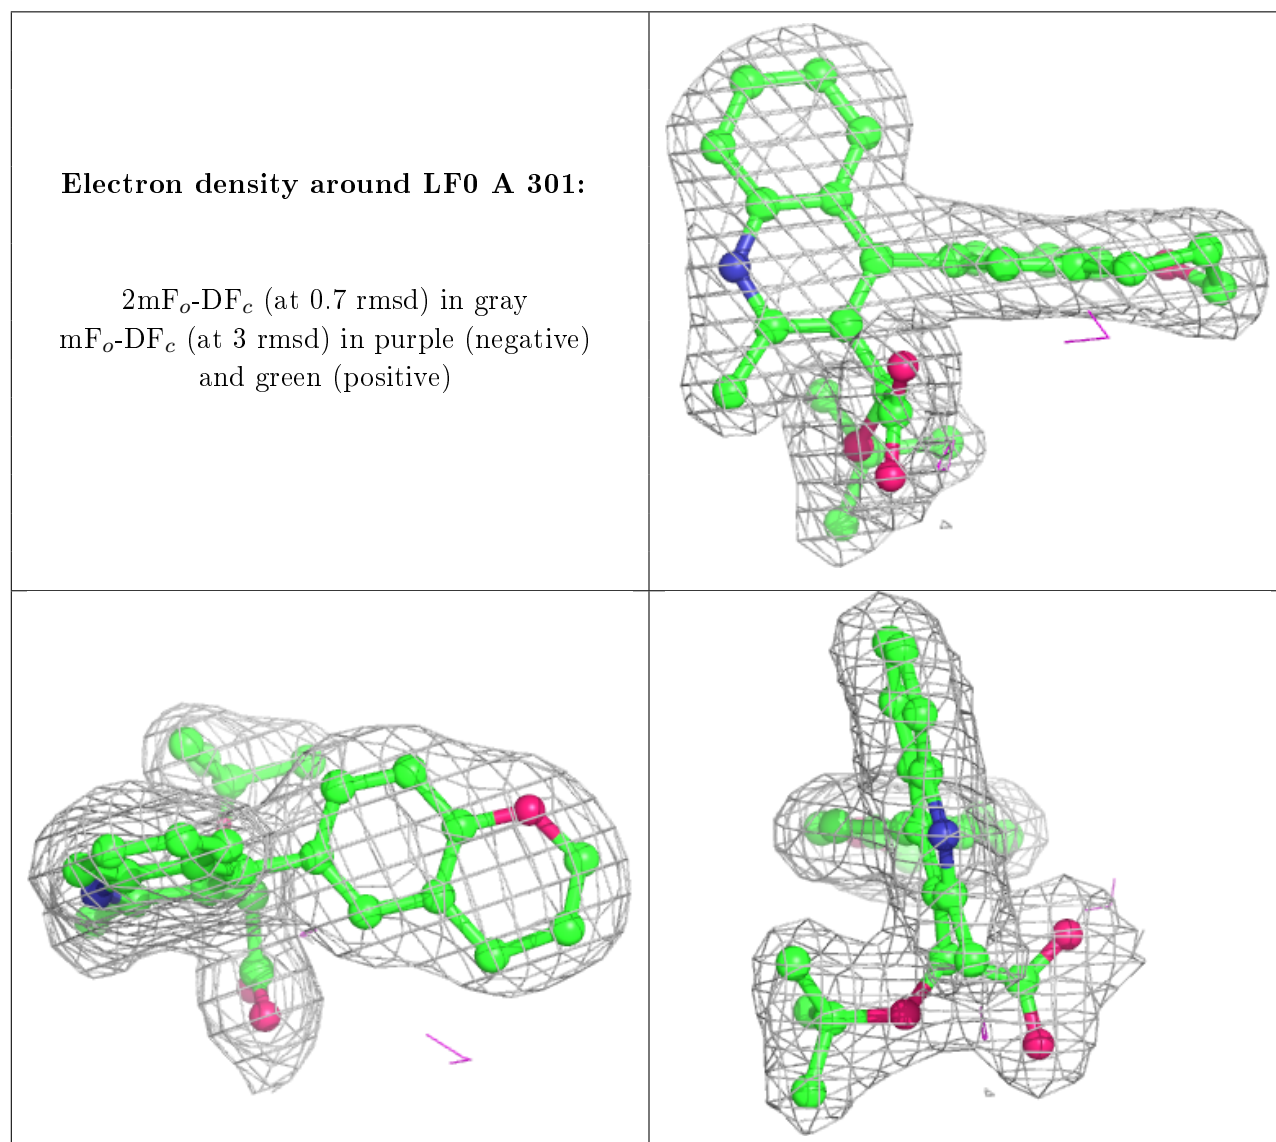 Electron density around LF0 A 301:
2mFₒ-DF𝒸 (at 0.7 rmsd) in gray
mFₒ-DF𝒸 (at 3 rmsd) in purple (negative)
and green (positive)